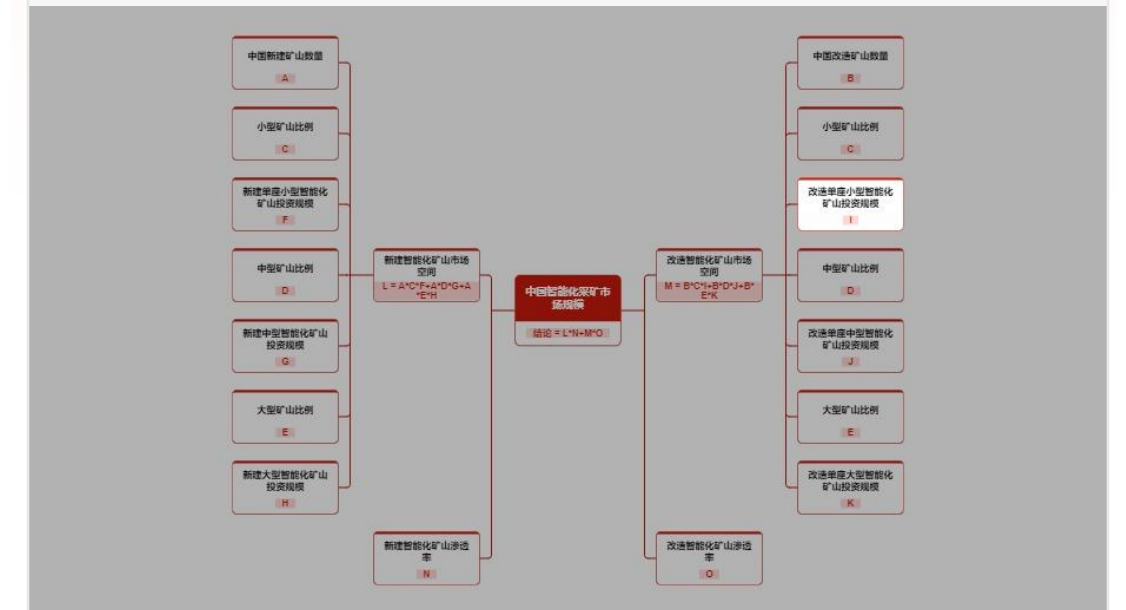 中国新建矿山数量
A
小型矿山比例
C
新建单座小型智能化
矿山投资规模
F
中型矿山比例
D
新建中型智能化矿山
投资规模
G
大型矿山比例
E
新建大型智能化矿山
投资规模
H
新建智能化矿山市场
空间
L = A*C*F+A*D*G+A
*E*H
新建智能化矿山渗透
率
N
中国智能化采矿市
场规模
结论 = L*N+M*O
改造智能化矿山市场
空间
M = B*C*I+B*D*J+B*
E*K
改造智能化矿山渗透
率
O
中国改造矿山数量
B
小型矿山比例
C
改造单座小型智能化
矿山投资规模
I
中型矿山比例
D
改造单座中型智能化
矿山投资规模
J
大型矿山比例
E
改造单座大型智能化
矿山投资规模
K